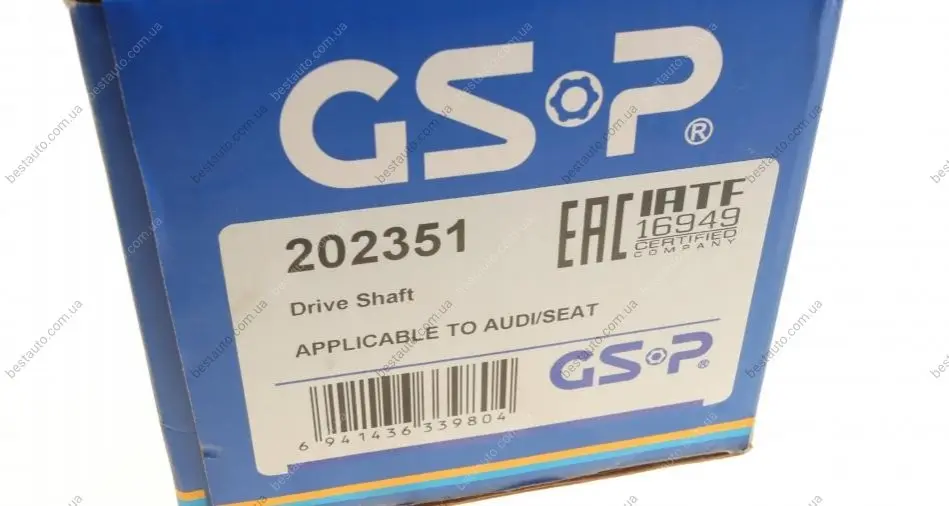 GSP®
202351
EAC
IATF
16949
CERTIFIED
COMPANY
Drive Shaft
APPLICABLE TO AUDI/SEAT
GSP®
6 941436 339804
bestauto.com.ua